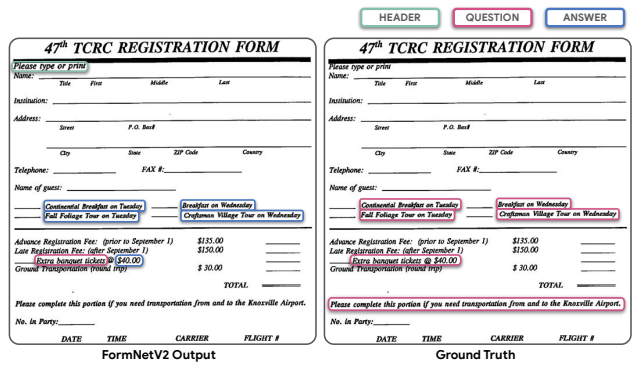 HEADER QUESTION ANSWER
47th TCRC REGISTRATION FORM
Please type or print
Name:
Title First Middle Last
Institution:
Address:
Street P.O. Box#
City State ZIP Code Country
Telephone: FAX #:
Name of guest:
Continental Breakfast on Tuesday Breakfast on Wednesday
Fall Foliage Tour on Tuesday Craftsman Village Tour on Wednesday
Advance Registration Fee: (prior to September 1) $135.00
Late Registration Fee: (after September 1) $150.00
Extra banquet tickets @ $40.00
Ground Transportation (round trip) $ 30.00
TOTAL
Please complete this portion if you need transportation from and to the Knoxville Airport.
No. in Party:
DATE TIME CARRIER FLIGHT #
FormNetV2 Output
47th TCRC REGISTRATION FORM
Please type or print
Name:
Title First Middle Last
Institution:
Address:
Street P.O. Box#
City State ZIP Code Country
Telephone: FAX #:
Name of guest:
Continental Breakfast on Tuesday Breakfast on Wednesday
Fall Foliage Tour on Tuesday Craftsman Village Tour on Wednesday
Advance Registration Fee: (prior to September 1) $135.00
Late Registration Fee: (after September 1) $150.00
Extra banquet tickets @ $40.00
Ground Transportation (round trip) $ 30.00
TOTAL
Please complete this portion if you need transportation from and to the Knoxville Airport.
No. in Party:
DATE TIME CARRIER FLIGHT #
Ground Truth